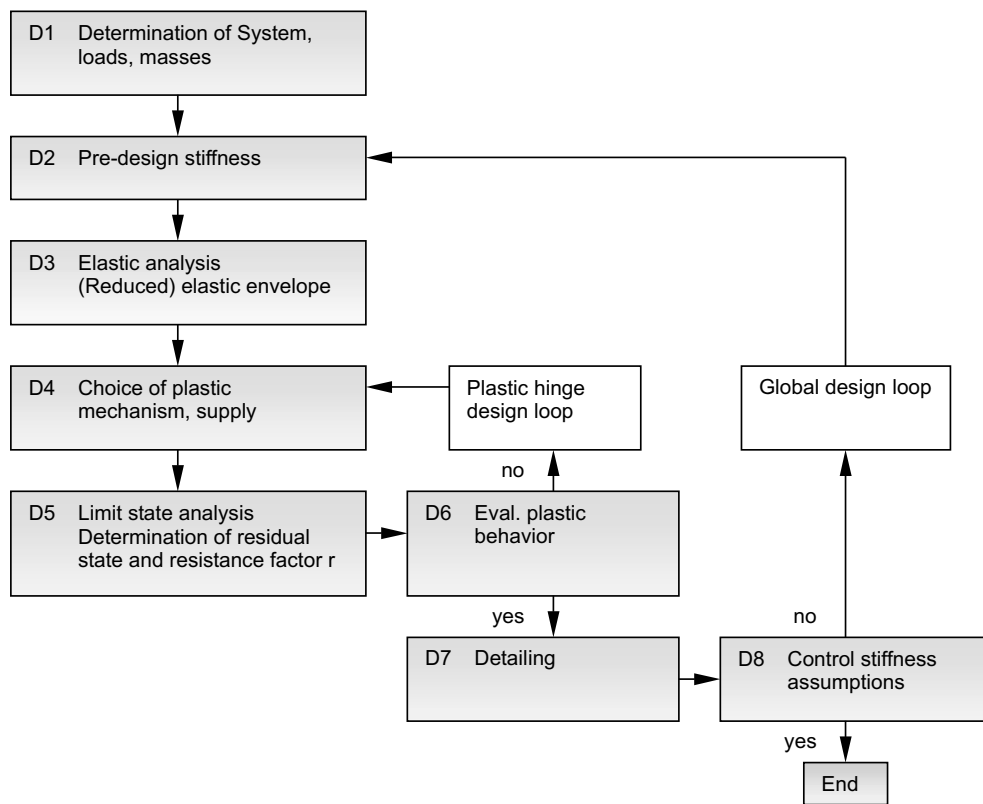 D1 Determination of System,
loads, masses
D2 Pre-design stiffness
D3 Elastic analysis
(Reduced) elastic envelope
D4 Choice of plastic
mechanism, supply
Plastic hinge
design loop
Global design loop
no
D5 Limit state analysis
Determination of residual
state and resistance factor r
D6 Eval. plastic
behavior
yes
no
D7 Detailing
D8 Control stiffness
assumptions
yes
End